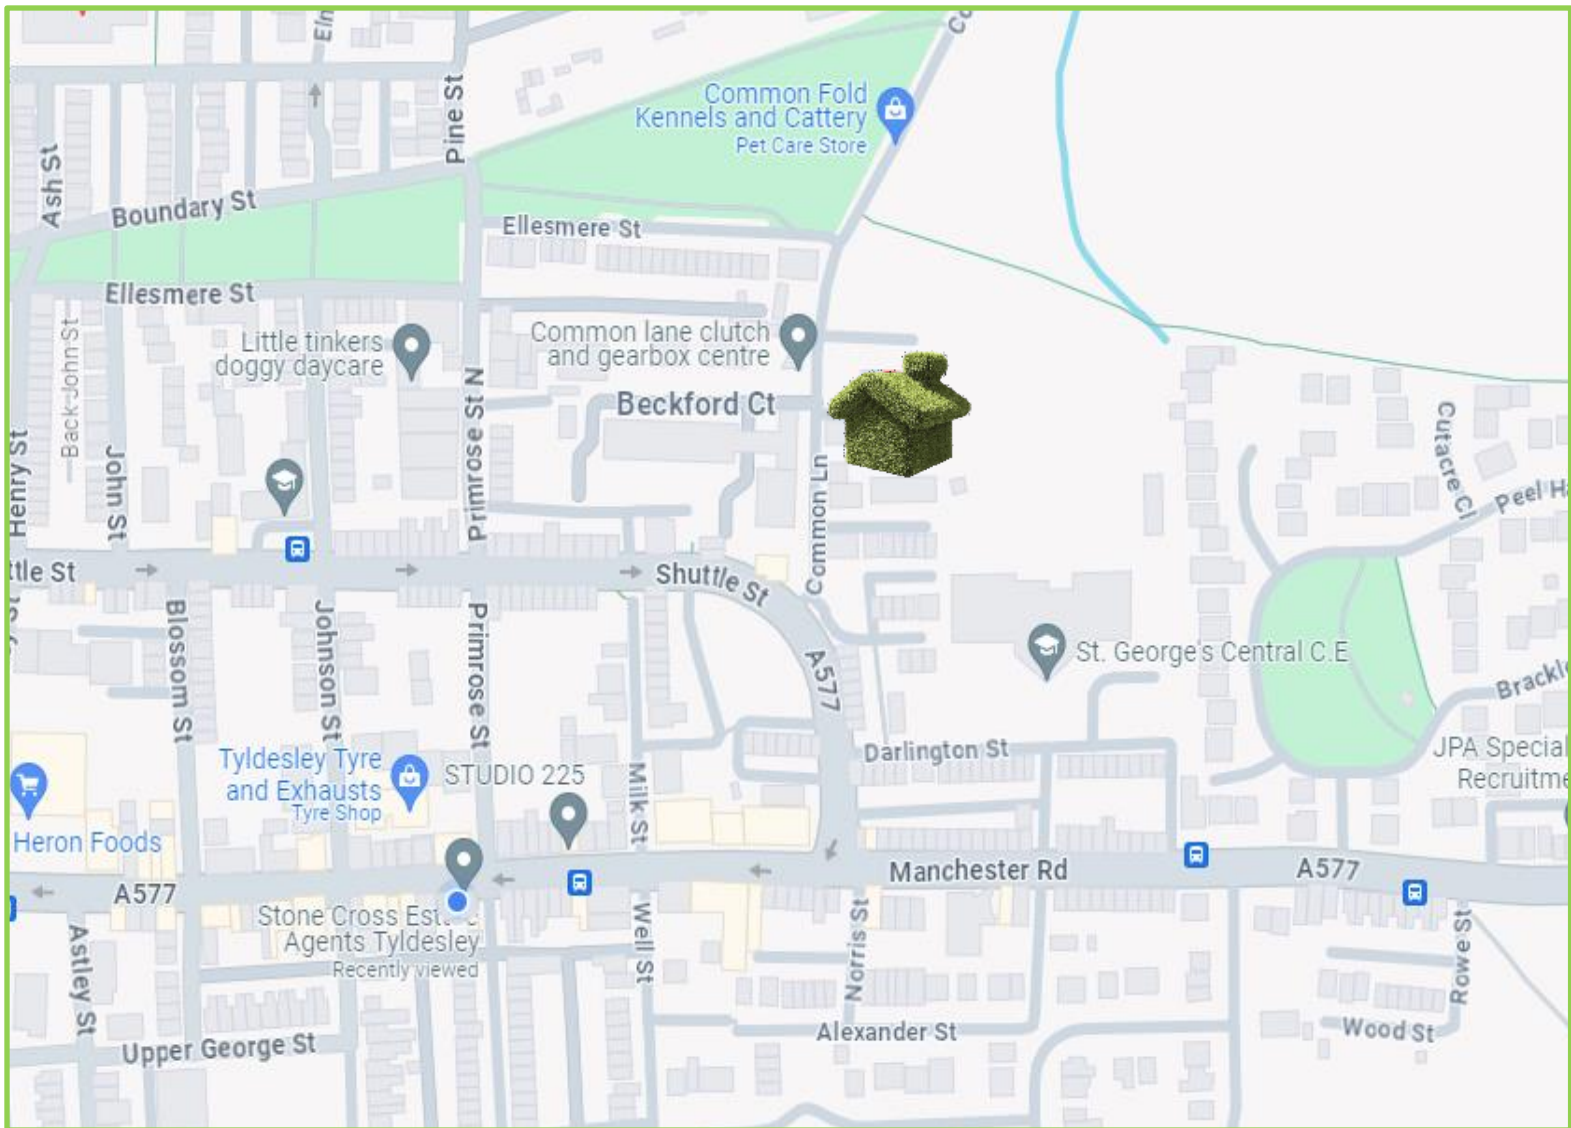 Common Fold
Kennels and Cattery
Pet Care Store
Pine St
Ash St
Boundary St
Ellesmere St
Ellesmere St
Back John St
Little tinkers
doggy daycare
Common lane clutch
and gearbox centre
Beckford Ct
Primrose St N
Henry St
John St
Common Ln
Cutacre Cl
Peel
Shuttle St
Blossom St
Johnson St
Primrose St
A577
St. George's Central C.E
Darlington St
JPA Special
Recruitme
Tyldesley Tyre
and Exhausts
Tyre Shop
STUDIO 225
Milk St
Heron Foods
A577
Manchester Rd
A577
Stone Cross Estate
Agents Tyldesley
Recently viewed
Astley St
Well St
Norris St
Rowe St
Upper George St
Alexander St
Wood St